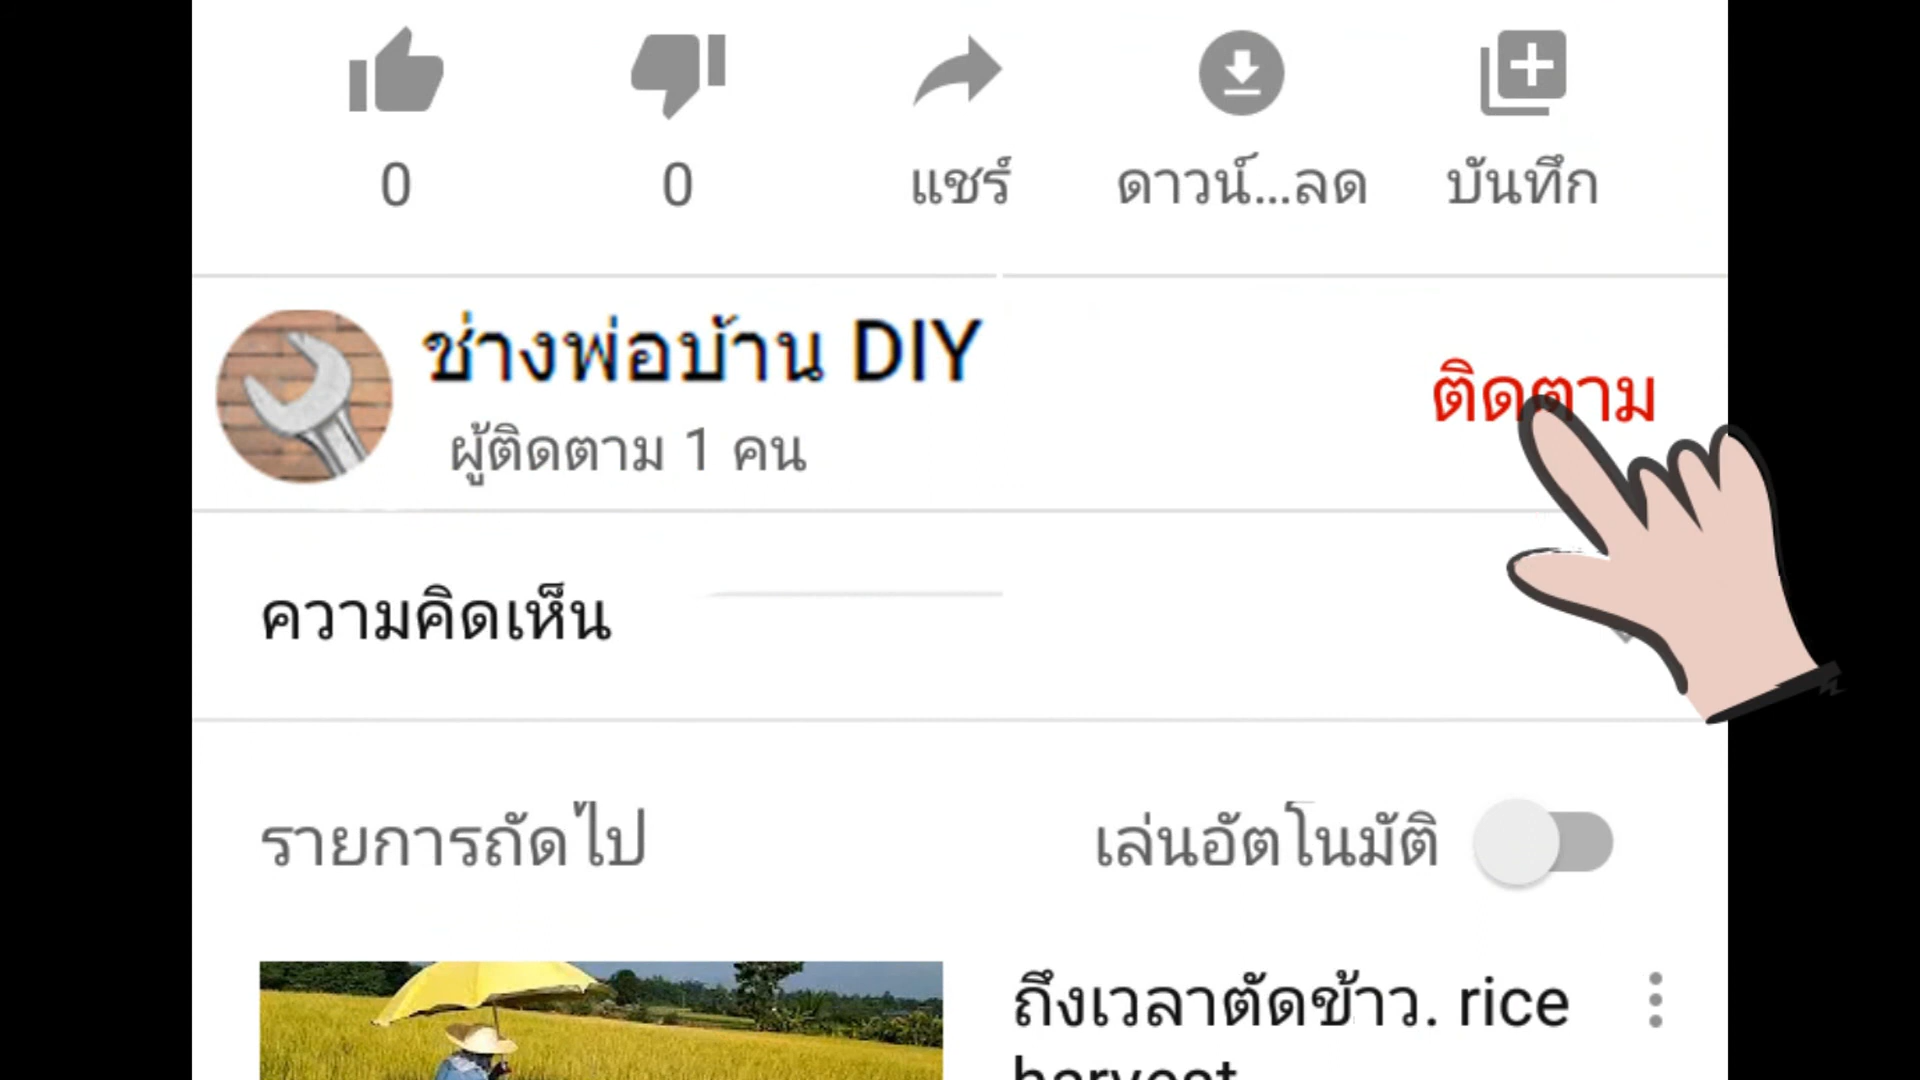 0 0 แชร์ ดาวน์...ลด บันทึก
ช่างพ่อบ้าน DIY
ติดตาม
ผู้ติดตาม 1 คน
ความคิดเห็น
รายการถัดไป เล่นอัตโนมัติ
ถึงเวลาตัดข้าว. rice
harvest